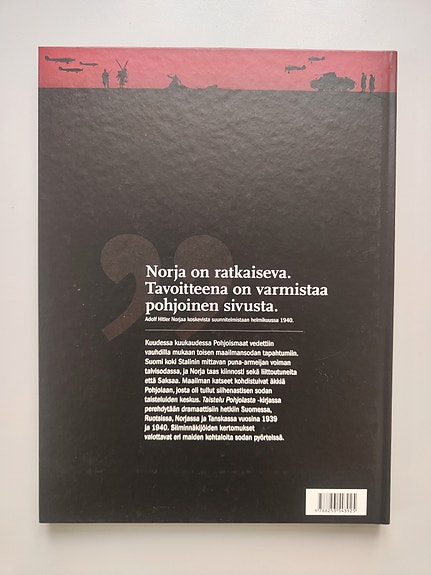 ”
Norja on ratkaiseva.
Tavoitteena on varmistaa
pohjoinen sivusta.
Adolf Hitler Norjaa koskevista suunnitelmistaan helmikuussa 1940.
Kuudessa kuukaudessa Pohjoismaat vedettiin
vauhdilla mukaan toisen maailmansodan tapahtumiin.
Suomi koki Stalinin mittavan puna-armeijan voiman
talvisodassa, ja Norja taas kiinnosti sekä liittoutuneita
että Saksaa. Maailman katseet kohdistuivat äkkiä
Pohjolaan, josta oli tullut siihenastisen sodan
taisteluiden keskus. Taistelu Pohjolasta -kirjassa
perehdytään dramaattisiin hetkiin Suomessa,
Ruotsissa, Norjassa ja Tanskassa vuosina 1939
ja 1940. Silminnäkijöiden kertomukset
valottavat eri maiden kohtaloita sodan pyörteissä.